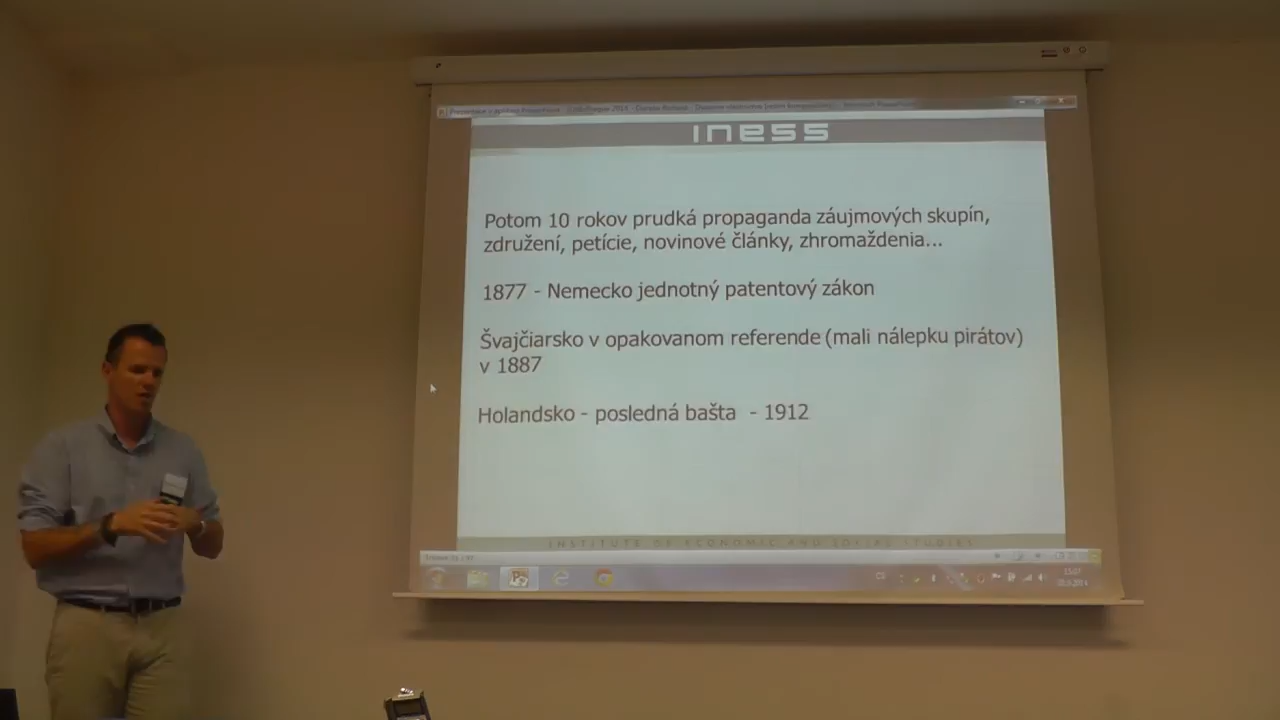 INESS
Potom 10 rokov prudká propaganda záujmových skupín,
združení, petície, novinové články, zhromaždenia...
1877 - Nemecko jednotný patentový zákon
Švajčiarsko v opakovanom referende (mali nálepku pirátov)
v 1887
Holandsko - posledná bašta - 1912
INSTITUTE OF ECONOMIC AND SOCIAL STUDIES